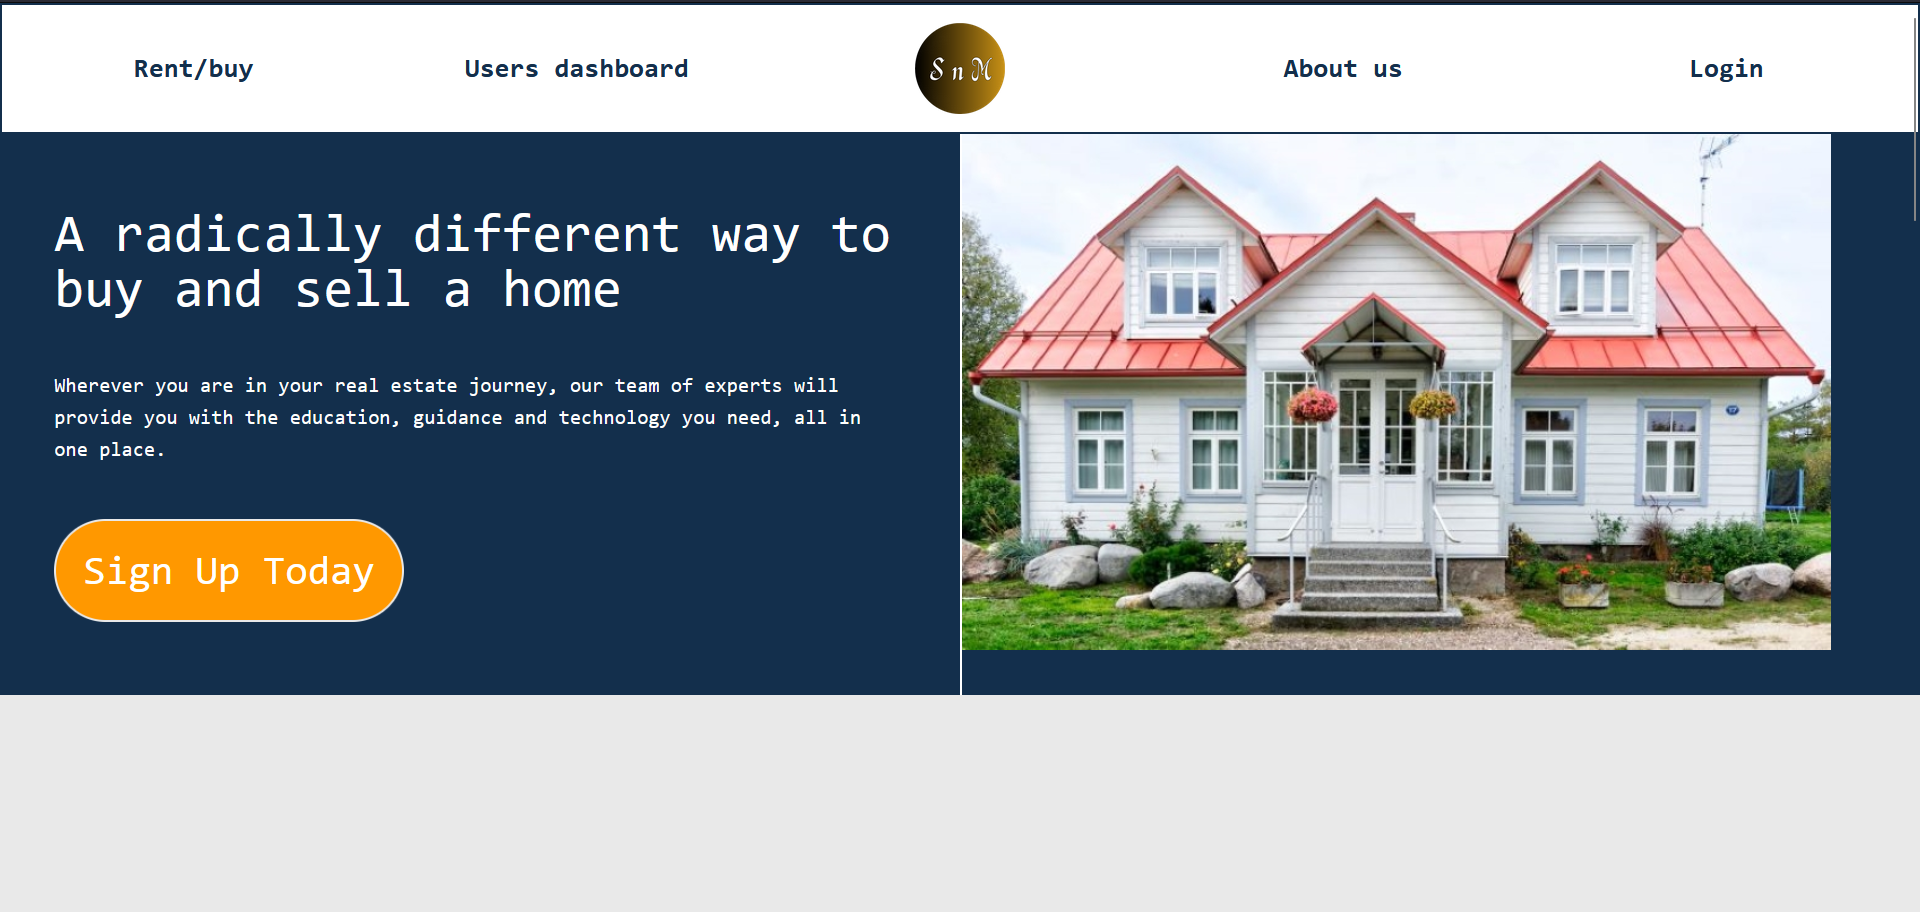 Rent/buy
Users dashboard
S n M
About us
Login
A radically different way to
buy and sell a home
Wherever you are in your real estate journey, our team of experts will
provide you with the education, guidance and technology you need, all in
one place.
Sign Up Today
17